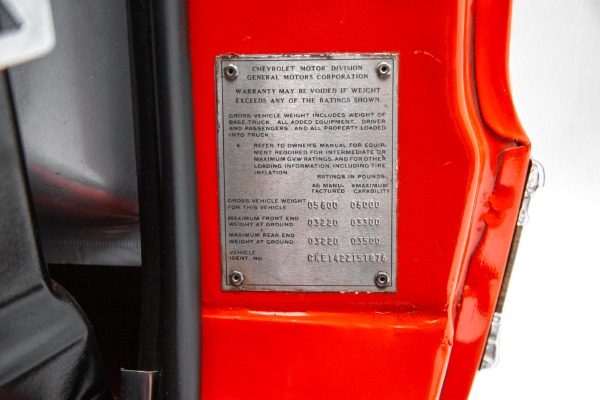 CHEVROLET MOTOR DIVISION
GENERAL MOTORS CORPORATION
WARRANTY MAY BE VOIDED IF WEIGHT
EXCEEDS ANY OF THE RATINGS SHOWN.
GROSS VEHICLE WEIGHT INCLUDES WEIGHT OF
BASE TRUCK, ALL ADDED EQUIPMENT, DRIVER
AND PASSENGERS, AND ALL PROPERTY LOADED
INTO TRUCK.
* REFER TO OWNER'S MANUAL FOR EQUIP-
MENT REQUIRED FOR INTERMEDIATE OR
MAXIMUM GVW RATINGS, AND FOR OTHER
LOADING INFORMATION, INCLUDING TIRE
INFLATION.
RATINGS IN POUNDS
AS MANU- *MAXIMUM
FACTURED CAPABILITY
GROSS VEHICLE WEIGHT
FOR THIS VEHICLE 05600 06000
MAXIMUM FRONT END
WEIGHT AT GROUND 03220 03300
MAXIMUM REAR END
WEIGHT AT GROUND 03220 03500
VEHICLE
IDENT. NO. CKE142Z151876